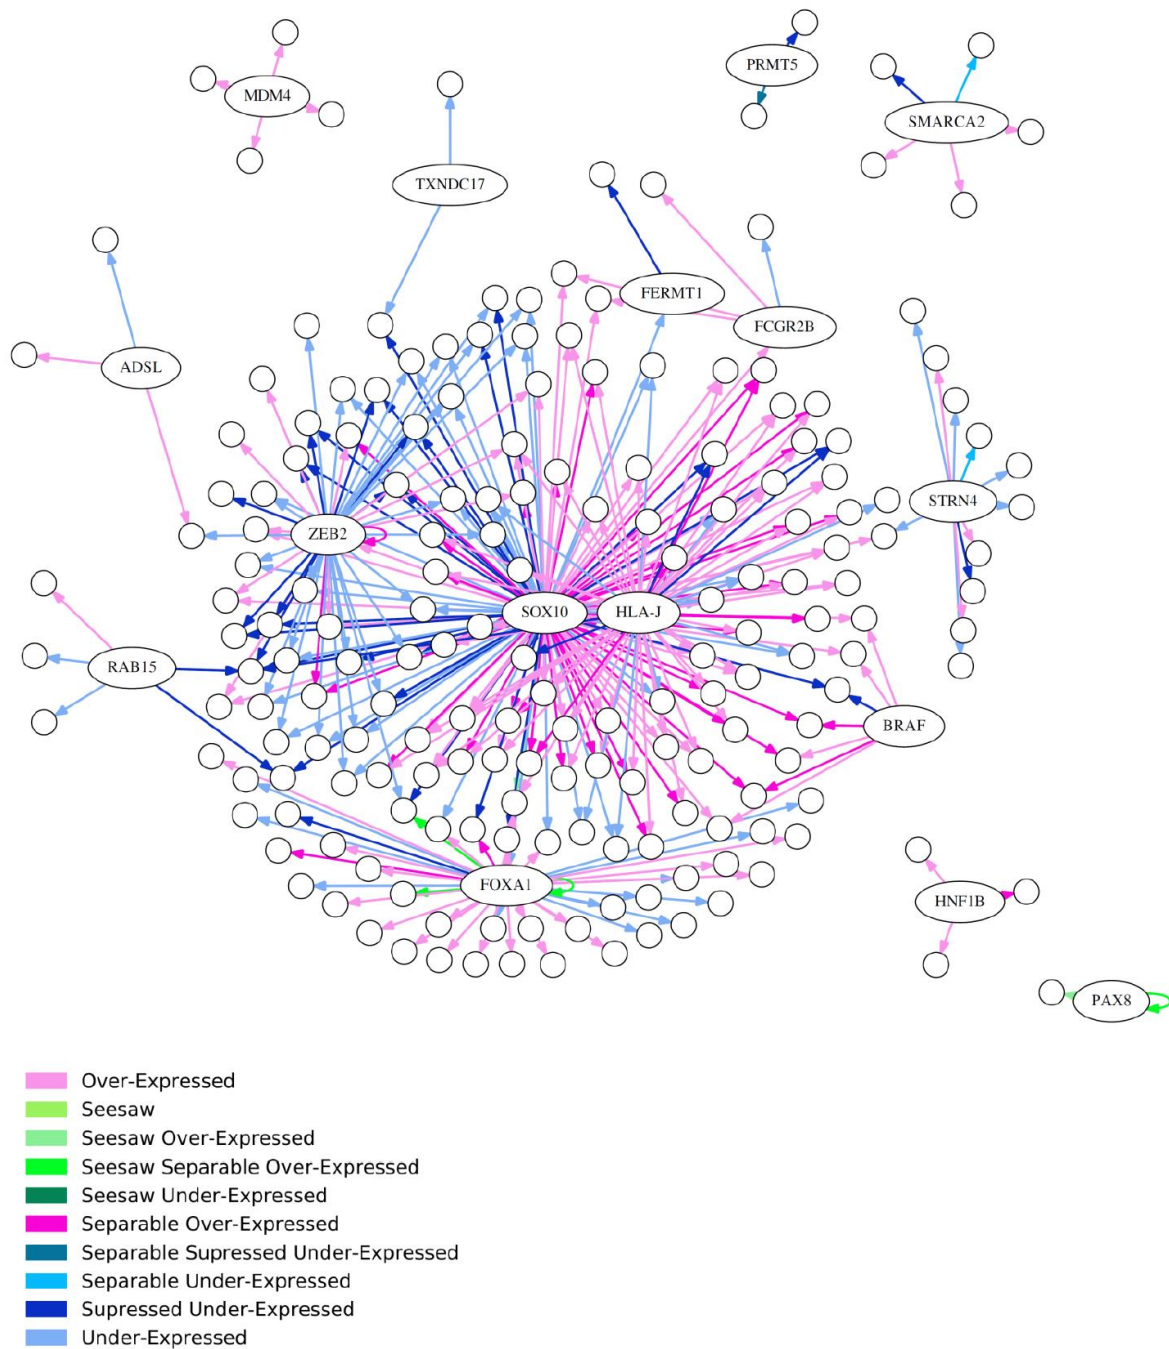 PRMT5
MDM4
SMARCA2
TXNDC17
FERMT1
FCGR2B
ADSL
STRN4
ZEB2
SOX10
HLA-J
RAB15
BRAF
FOXA1
HNF1B
PAX8
Over-Expressed
Seesaw
Seesaw Over-Expressed
Seesaw Separable Over-Expressed
Seesaw Under-Expressed
Separable Over-Expressed
Separable Supressed Under-Expressed
Separable Under-Expressed
Supressed Under-Expressed
Under-Expressed